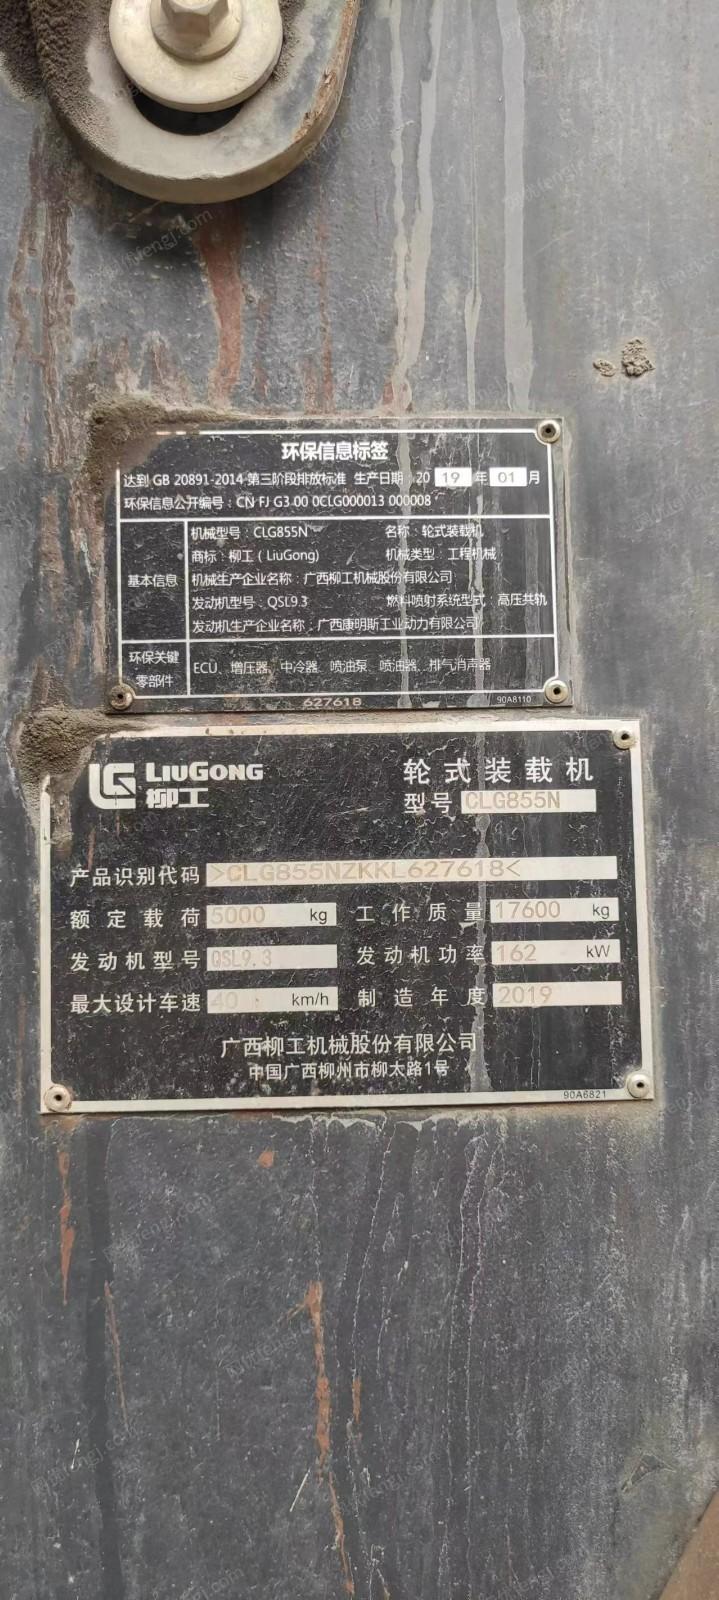 环保信息标签
达到 GB 20891-2014 第三阶段排放标准 生产日期: 20 19 年 01 月
环保信息公开编号: CN FJ G3 00 0CLG000013 000008
机械型号: CLG855N 名称: 轮式装载机
商标: 柳工 (LiuGong) 机械类型: 工程机械
基本信息 机械生产企业名称: 广西柳工机械股份有限公司
发动机型号: QSL9.3 燃料喷射系统型式: 高压共轨
发动机生产企业名称: 广西康明斯工业动力有限公司
环保关键
零部件
ECU、增压器、中冷器、喷油泵、喷油器、排气消声器
627618 90A8110
LIUGONG 轮式装载机
柳工 型号 CLG855N
产品识别代码 >CLG855NZKKL627618<
额定载荷 5000 kg 工作质量 17600 kg
发动机型号 QSL9.3 发动机功率 162 kW
最大设计车速 40 km/h 制造年度 2019
广西柳工机械股份有限公司
中国广西柳州市柳太路1号
90A6821